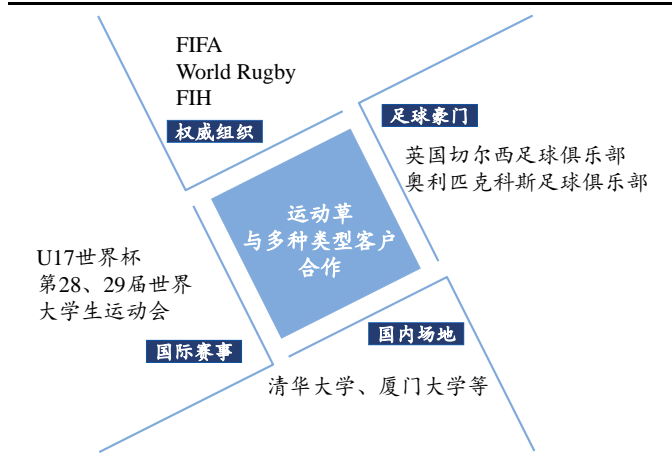 FIFA
World Rugby
FIH
权威组织
足球豪门
英国切尔西足球俱乐部
奥利匹克科斯足球俱乐部
运动草
与多种类型客户
合作
U17世界杯
第28、29届世界
大学生运动会
国际赛事
国内场地
清华大学、厦门大学等